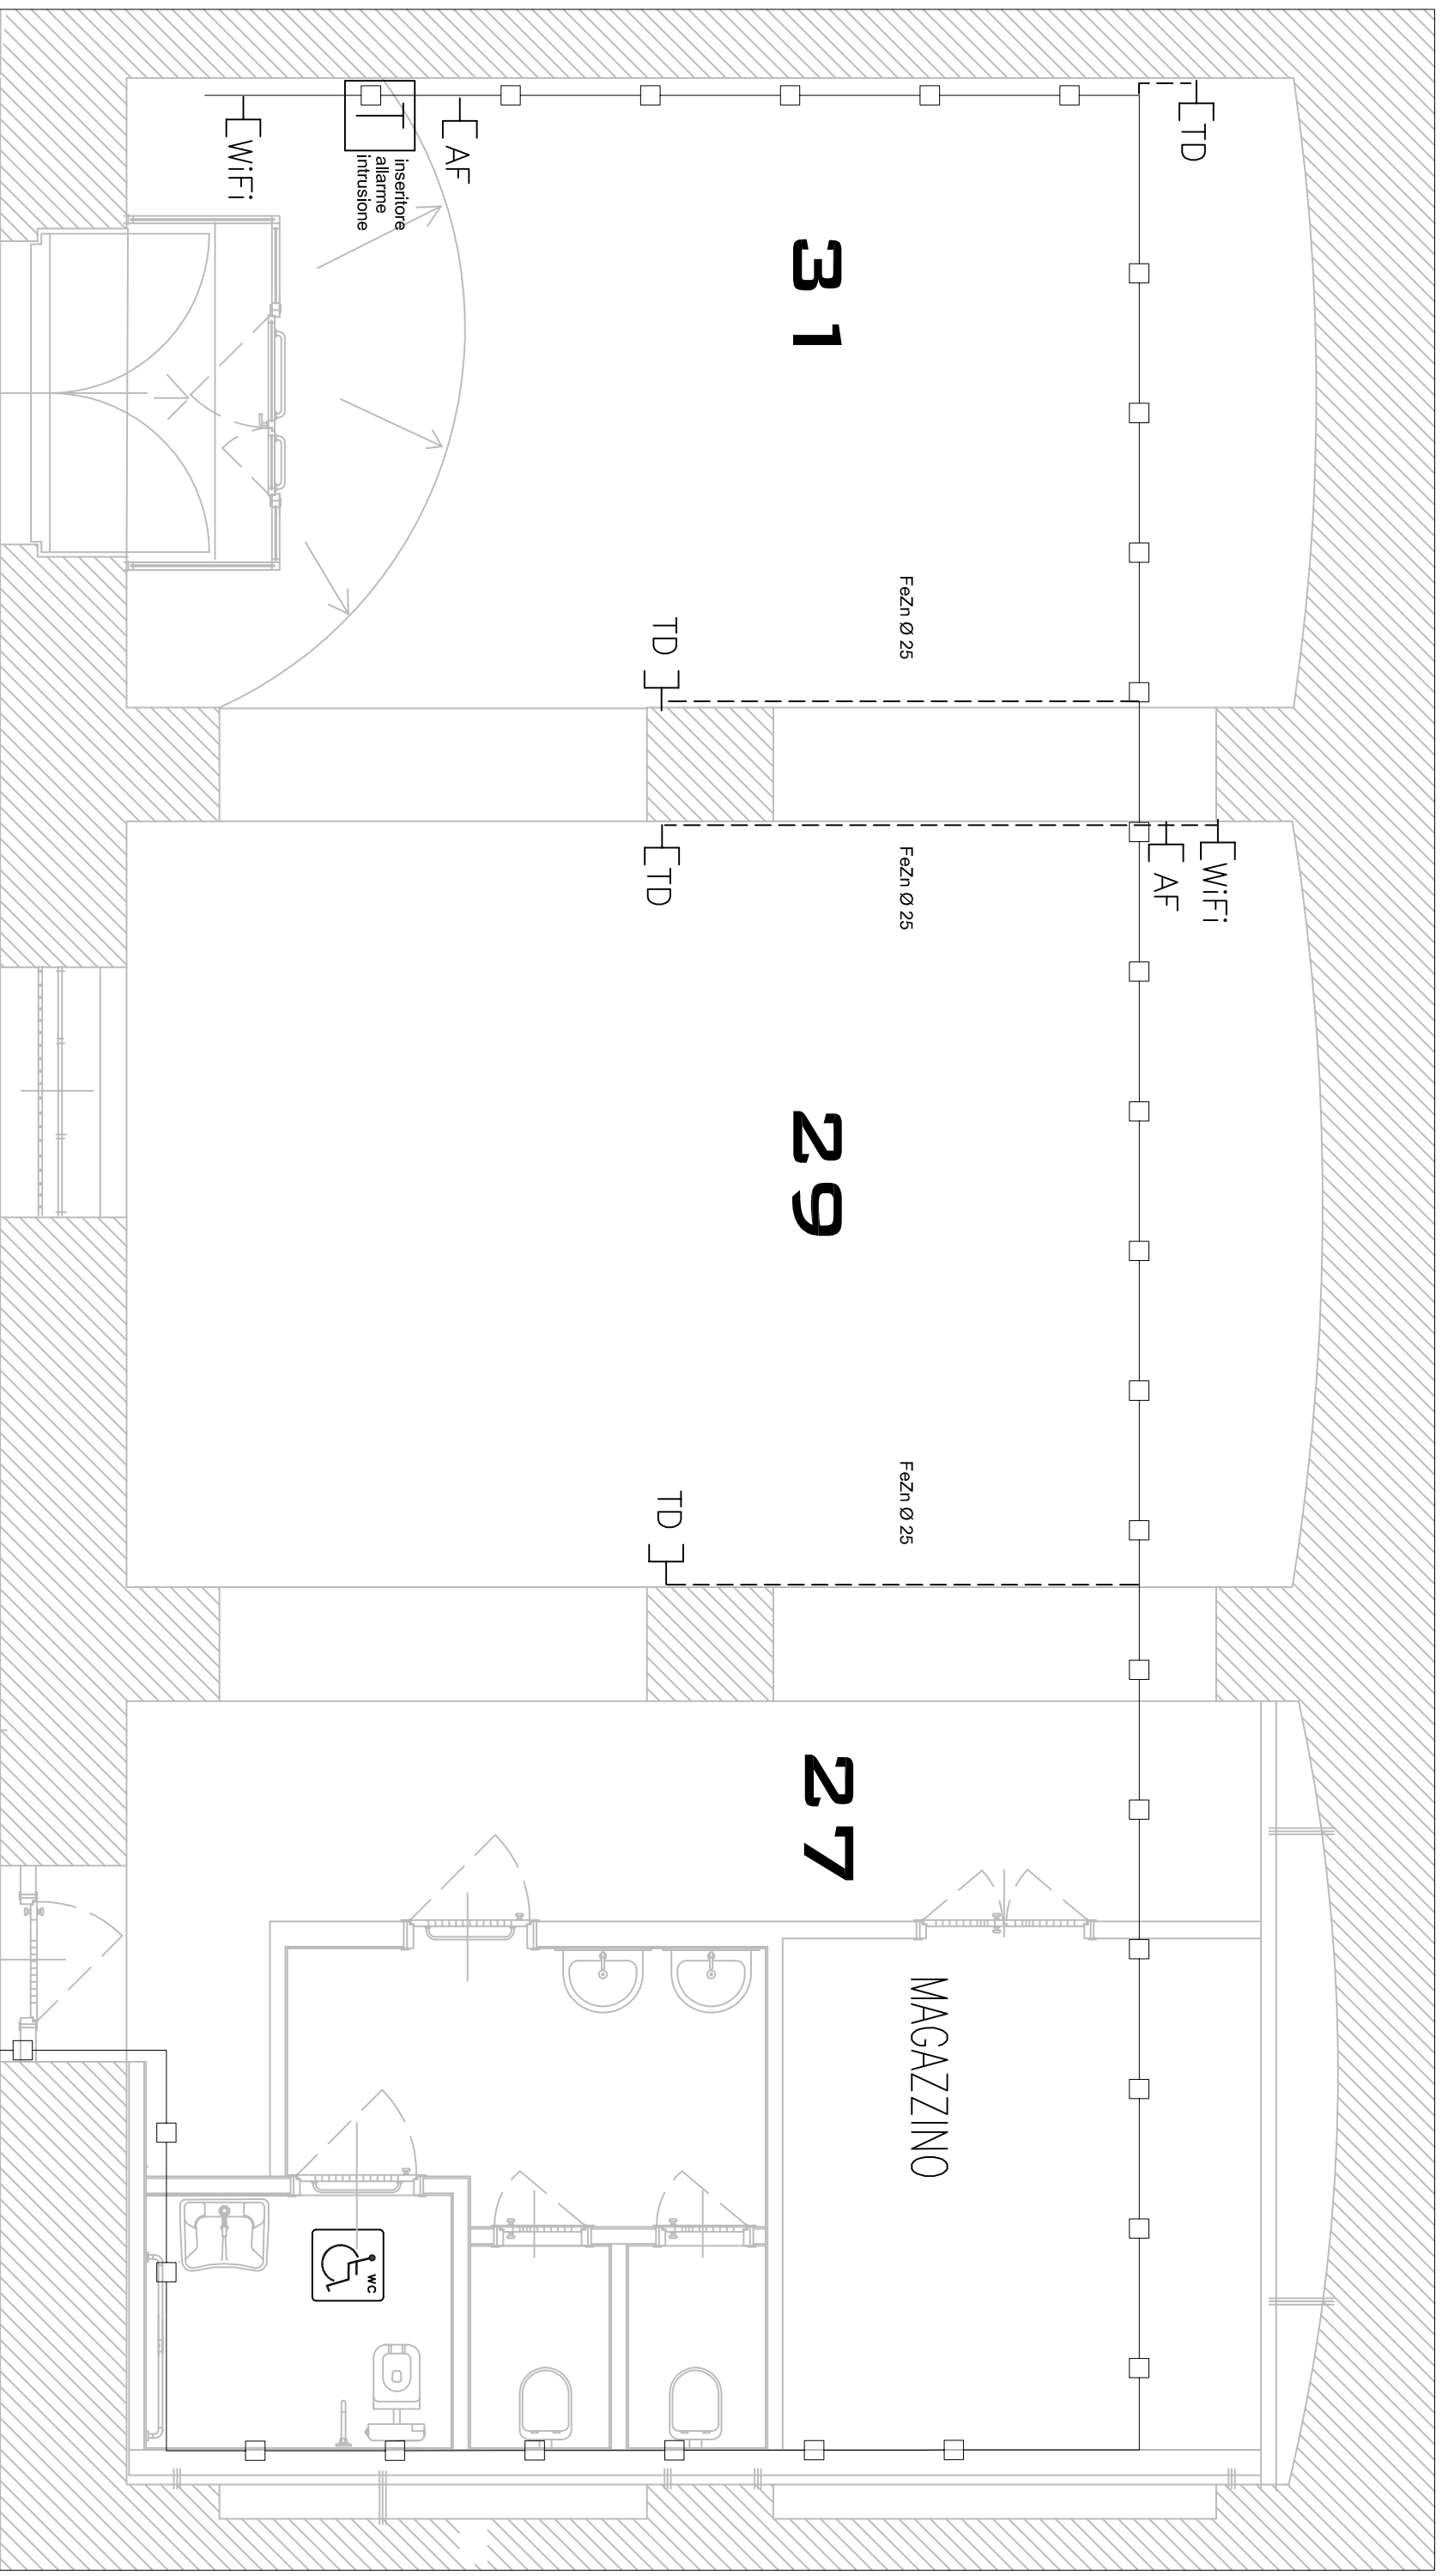 TD
WiFi
AF
inseritore
allarme
intrusione
31
FeZn Ø 25
TD
WiFi
AF
FeZn Ø 25
TD
29
FeZn Ø 25
TD
27
MAGAZZINO
WC